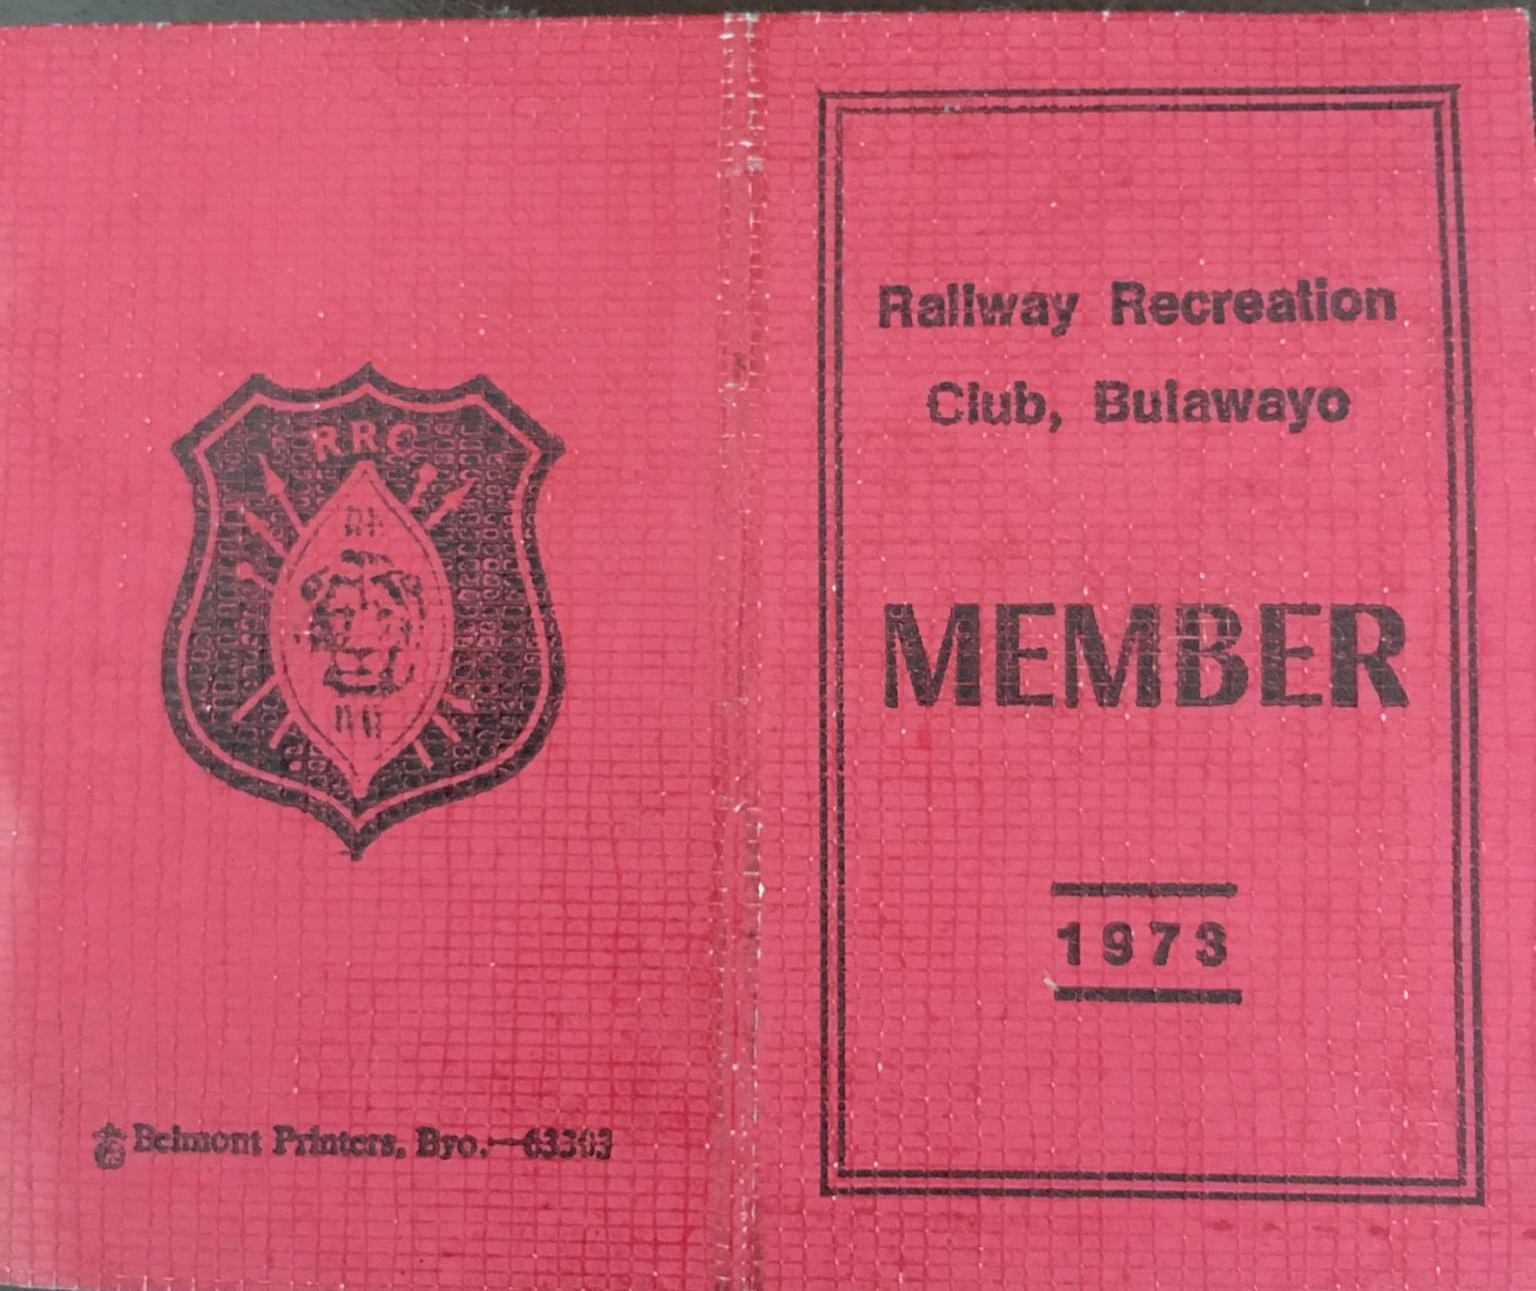 RRC
Belmont Printers, Byo.—63303
Railway Recreation
Club, Bulawayo
MEMBER
1973